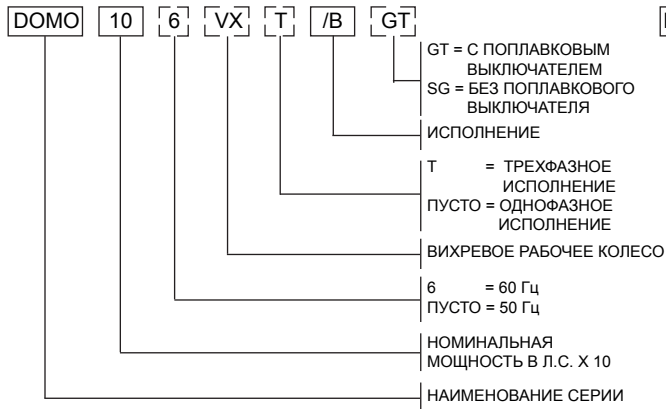 DOMO 10 6 VX T /B GT
GT = С ПОПЛАВКОВЫМ
ВЫКЛЮЧАТЕЛЕМ
SG = БЕЗ ПОПЛАВКОВОГО
ВЫКЛЮЧАТЕЛЯ
ИСПОЛНЕНИЕ
T = ТРЕХФАЗНОЕ
ИСПОЛНЕНИЕ
ПУСТО = ОДНОФАЗНОЕ
ИСПОЛНЕНИЕ
ВИХРЕВОЕ РАБОЧЕЕ КОЛЕСО
6 = 60 Гц
ПУСТО = 50 Гц
НОМИНАЛЬНАЯ
МОЩНОСТЬ В Л.С. X 10
НАИМЕНОВАНИЕ СЕРИИ